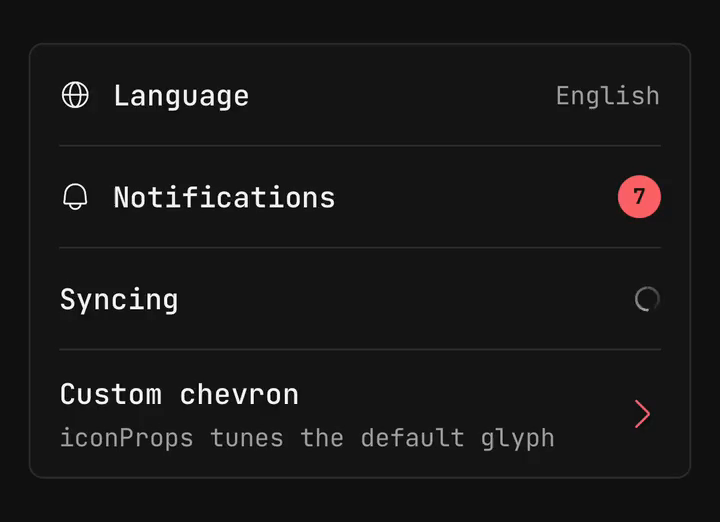 Language English
Notifications 7
Syncing
Custom chevron
iconProps tunes the default glyph